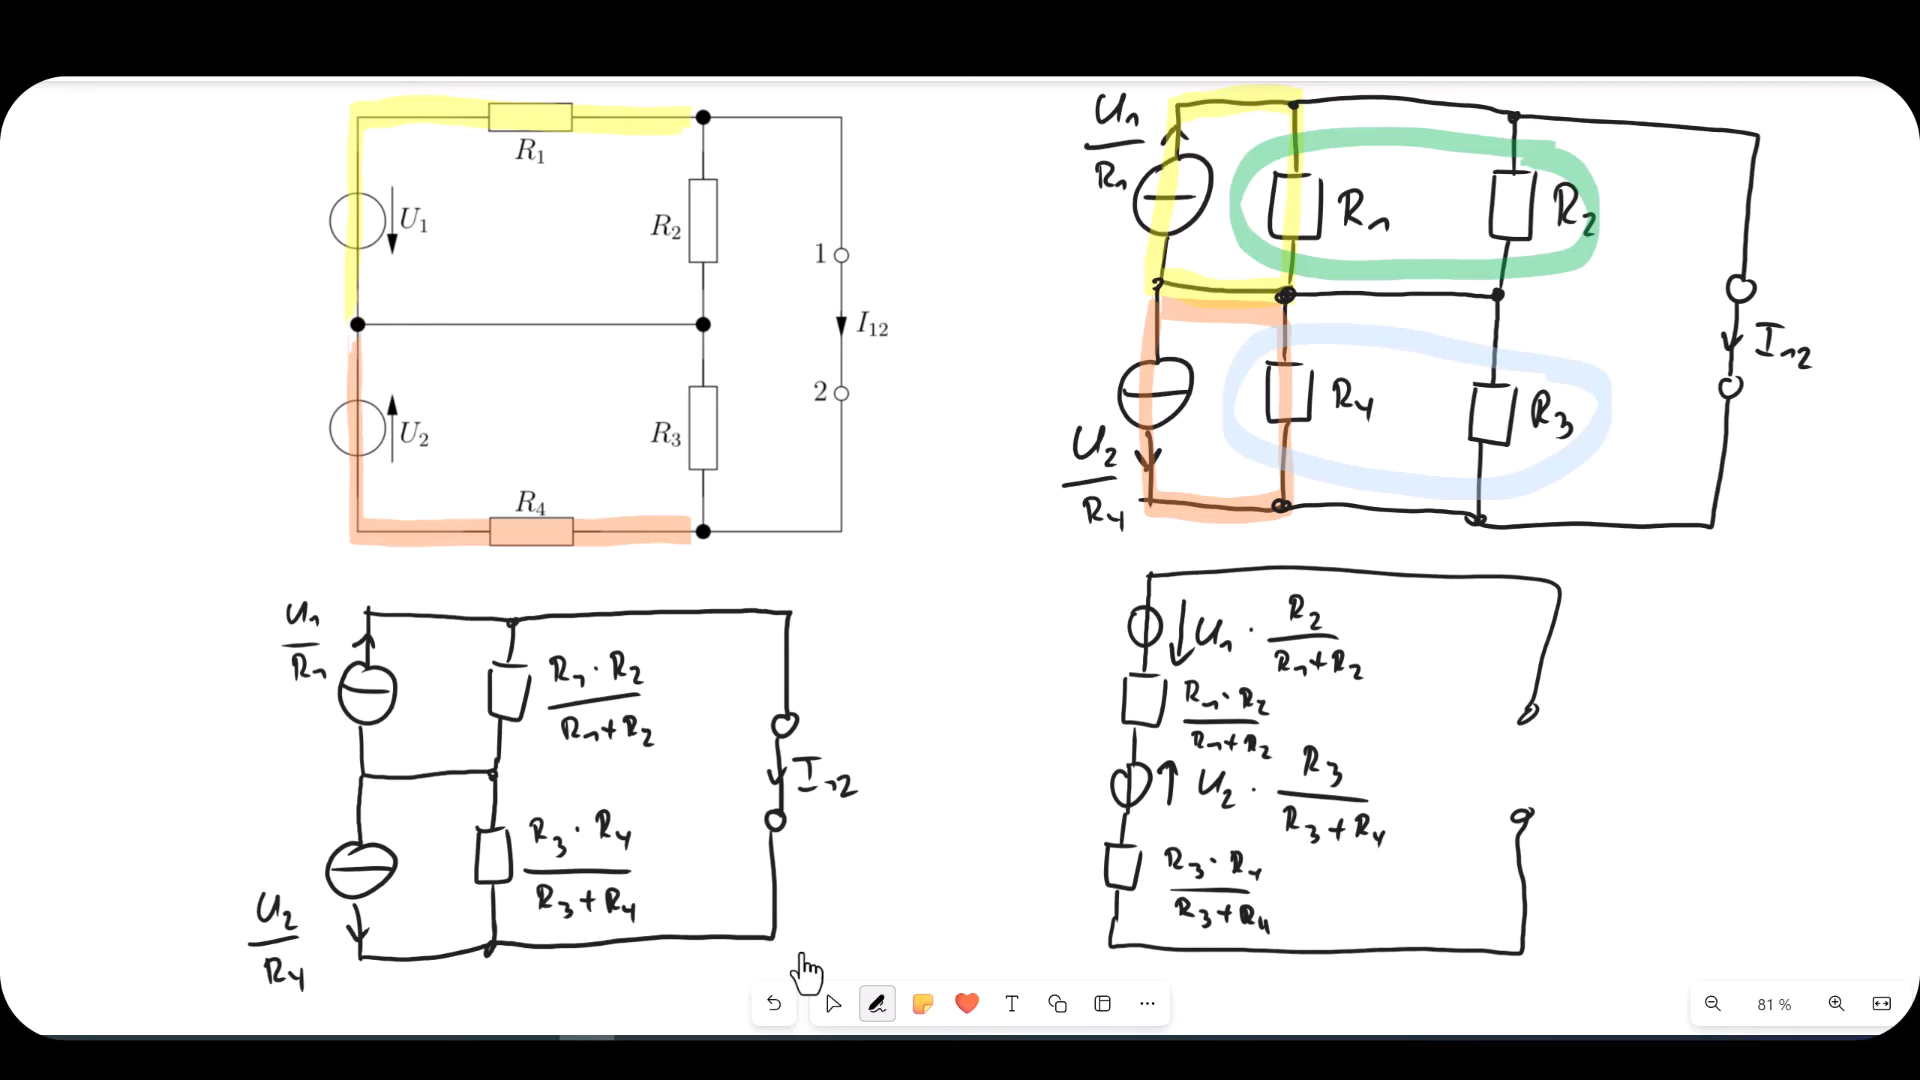 R1
U1
R2
1
I12
2
U2
R3
R4
U1
R1
R1
R2
I12
R4
R3
U2
R4
U1
R1
R1 · R2
R1 + R2
I12
R3 · R4
R3 + R4
U2
R4
U1 · R2
R1 + R2
R1 · R2
R1 + R2
U2 · R3
R3 + R4
R3 · R4
R3 + R4
T
81 %